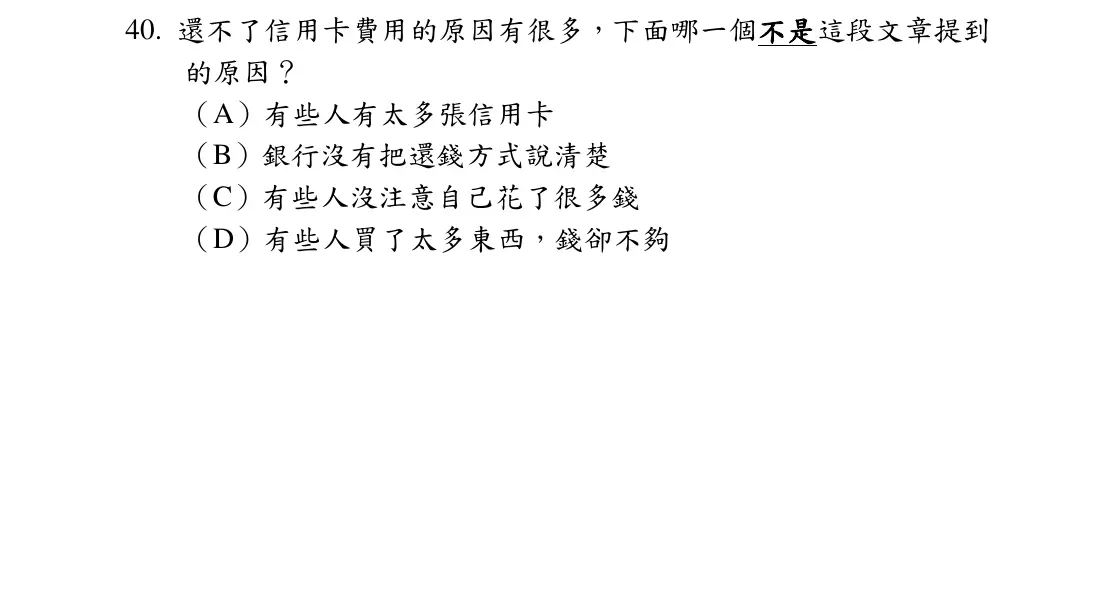 40. 還不了信用卡費用的原因有很多，下面哪一個不是這段文章提到
的原因？
（A）有些人有太多張信用卡
（B）銀行沒有把還錢方式說清楚
（C）有些人沒注意自己花了很多錢
（D）有些人買了太多東西，錢卻不夠